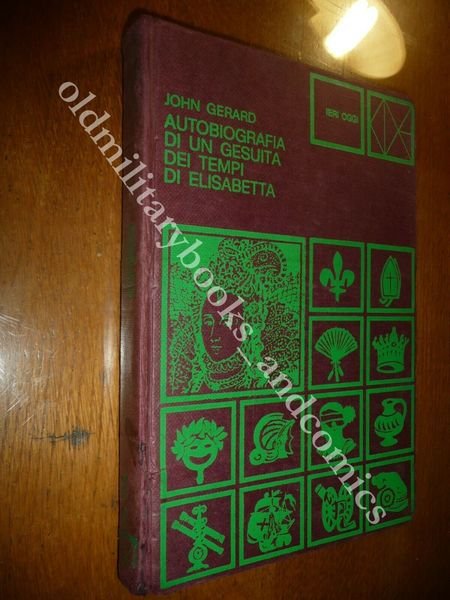 JOHN GERARD
AUTOBIOGRAFIA
DI UN GESUITA
DEI TEMPI
DI ELISABETTA
IERI OGGI
oldmilitarybooks_andcomics